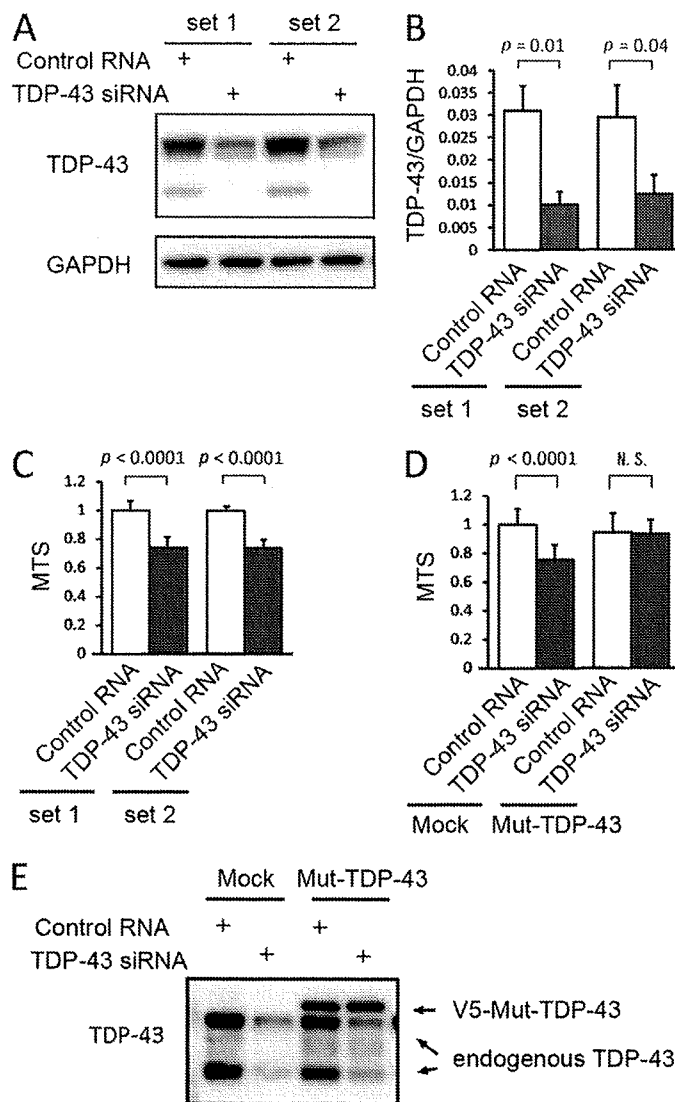 A
set 1 set 2
Control RNA + +
TDP-43 siRNA + +
TDP-43
GAPDH
B
p = 0.01 p = 0.04
TDP-43/GAPDH
0.04
0.035
0.03
0.025
0.02
0.015
0.01
0.005
0
Control RNA
TDP-43 siRNA
Control RNA
TDP-43 siRNA
set 1 set 2
C
p < 0.0001 p < 0.0001
MTS
1.2
1
0.8
0.6
0.4
0.2
0
Control RNA
TDP-43 siRNA
Control RNA
TDP-43 siRNA
set 1 set 2
D
p < 0.0001 N.S.
MTS
1.2
1
0.8
0.6
0.4
0.2
0
Control RNA
TDP-43 siRNA
Control RNA
TDP-43 siRNA
Mock Mut-TDP-43
E
Mock Mut-TDP-43
Control RNA + +
TDP-43 siRNA + +
TDP-43
V5-Mut-TDP-43
endogenous TDP-43